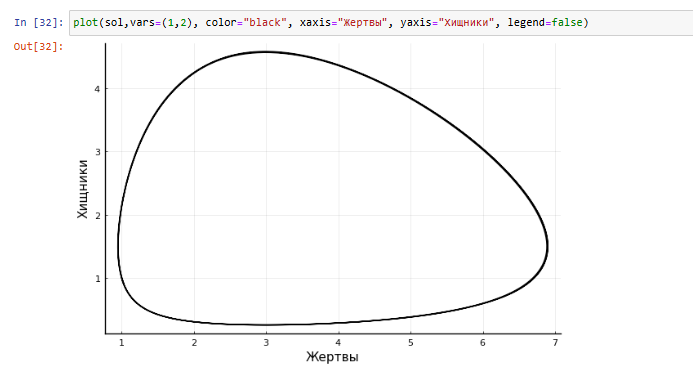 In [32]: plot(sol,vars=(1,2), color="black", xaxis="Жертвы", yaxis="Хищники", legend=false)
Out[32]:
4
3
2
1
Хищники
1 2 3 4 5 6 7
Жертвы